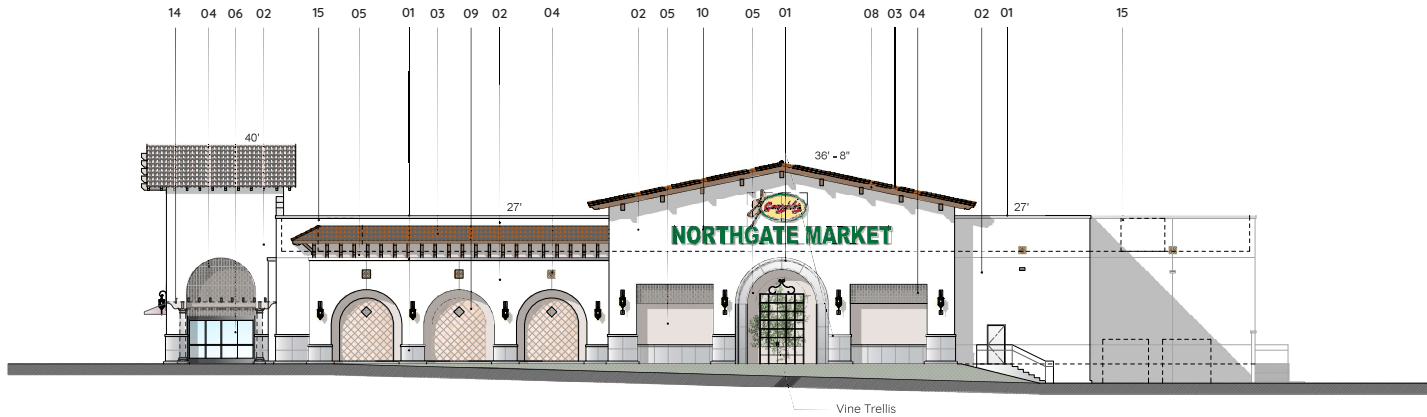 14 04 06 02 15 05 01 03 09 02 04 02 05 10 05 01 08 03 04 02 01 15
40'
36' - 8"
27' 27'
González
NORTHGATE MARKET
Vine Trellis